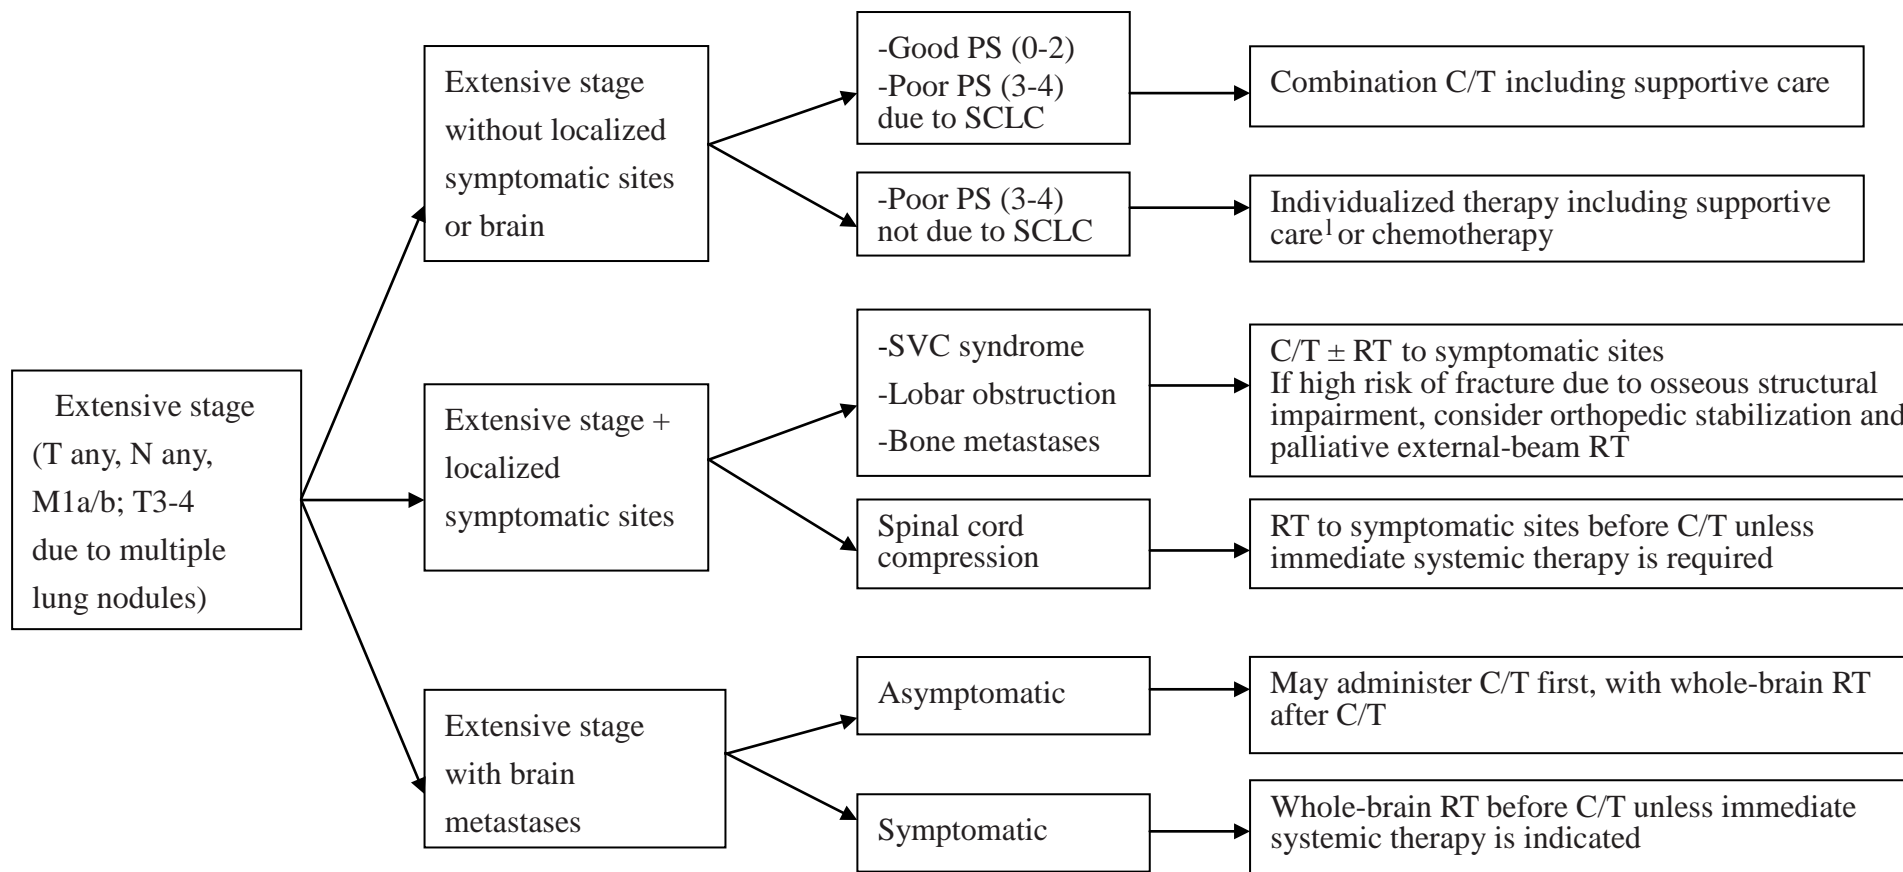 Extensive stage
(T any, N any,
M1a/b; T3-4
due to multiple
lung nodules)
Extensive stage
without localized
symptomatic sites
or brain
-Good PS (0-2)
-Poor PS (3-4)
due to SCLC
Combination C/T including supportive care
-Poor PS (3-4)
not due to SCLC
Individualized therapy including supportive
care1 or chemotherapy
Extensive stage +
localized
symptomatic sites
-SVC syndrome
-Lobar obstruction
-Bone metastases
C/T ± RT to symptomatic sites
If high risk of fracture due to osseous structural
impairment, consider orthopedic stabilization and
palliative external-beam RT
Spinal cord
compression
RT to symptomatic sites before C/T unless
immediate systemic therapy is required
Extensive stage
with brain
metastases
Asymptomatic
May administer C/T first, with whole-brain RT
after C/T
Symptomatic
Whole-brain RT before C/T unless immediate
systemic therapy is indicated